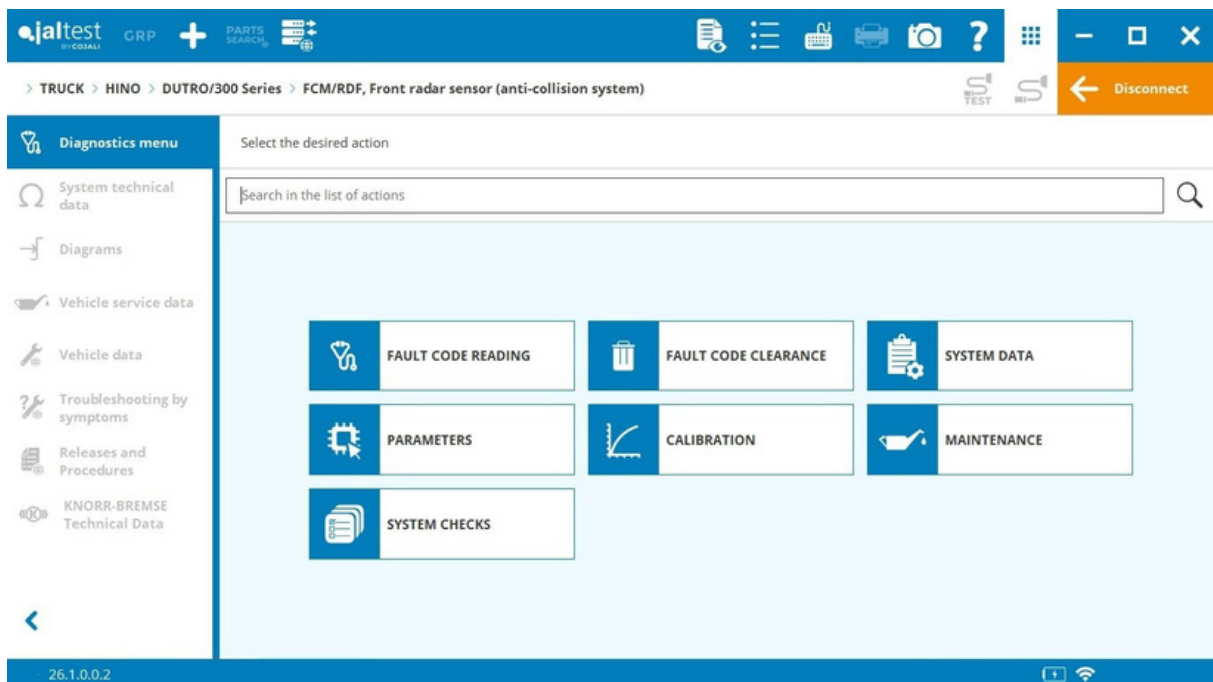 jaltest
BY COJALI
GRP
PARTS
SEARCH
?
> TRUCK > HINO > DUTRO/300 Series > FCM/RDF, Front radar sensor (anti-collision system)
TEST
Disconnect
Diagnostics menu
Select the desired action
System technical
data
Search in the list of actions
Diagrams
Vehicle service data
Vehicle data
Troubleshooting by
symptoms
Releases and
Procedures
KNORR-BREMSE
Technical Data
FAULT CODE READING
FAULT CODE CLEARANCE
SYSTEM DATA
PARAMETERS
CALIBRATION
MAINTENANCE
SYSTEM CHECKS
26.1.0.0.2